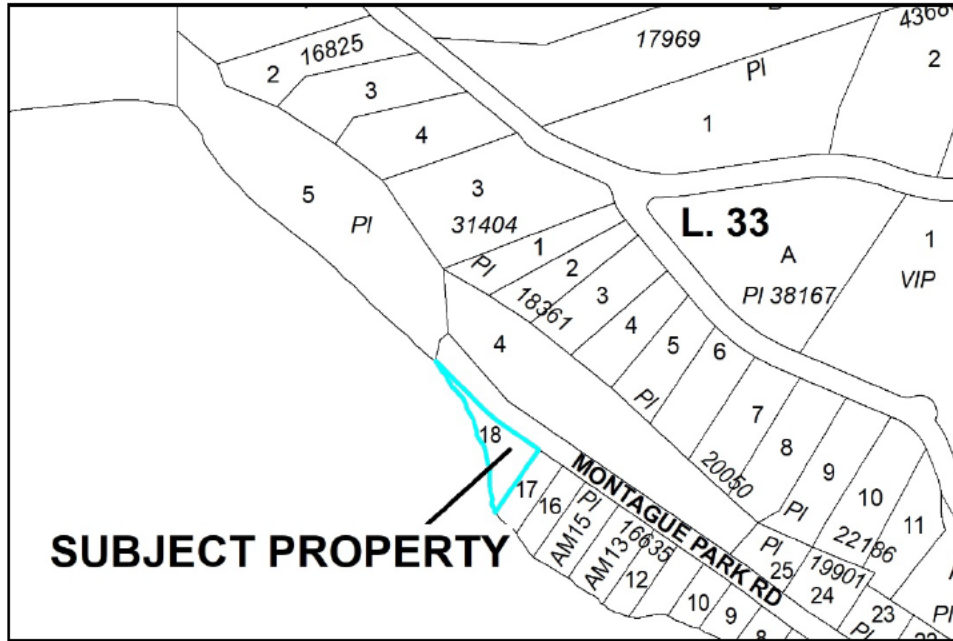 4368
17969
16825
2
2
Pl
3
1
4
5
3
L. 33
Pl
31404
1
A
1
Pl
2
VIP
18361
3
Pl 38167
4
4
5
6
Pl
7
8
18
20050
9
MONTAGUE PARK RD
10
17
16
Pl
Pl
11
AM15
16635
22186
SUBJECT PROPERTY
AM13
Pl
25
19901
12
24
10
23
9
Pl
8